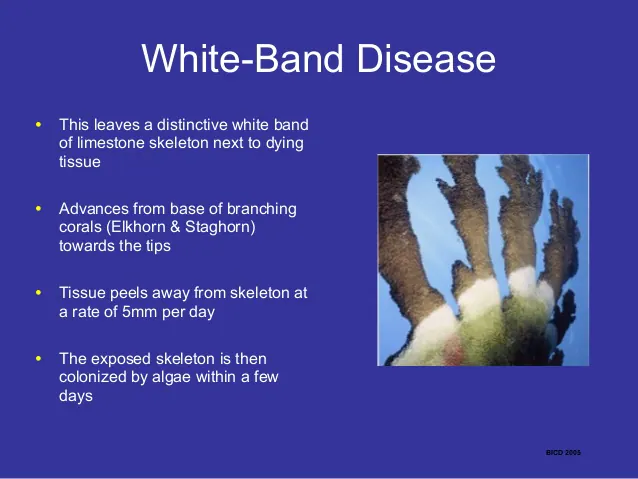 White-Band Disease
• This leaves a distinctive white band
of limestone skeleton next to dying
tissue
• Advances from base of branching
corals (Elkhorn & Staghorn)
towards the tips
• Tissue peels away from skeleton at
a rate of 5mm per day
• The exposed skeleton is then
colonized by algae within a few
days
BICD 2005